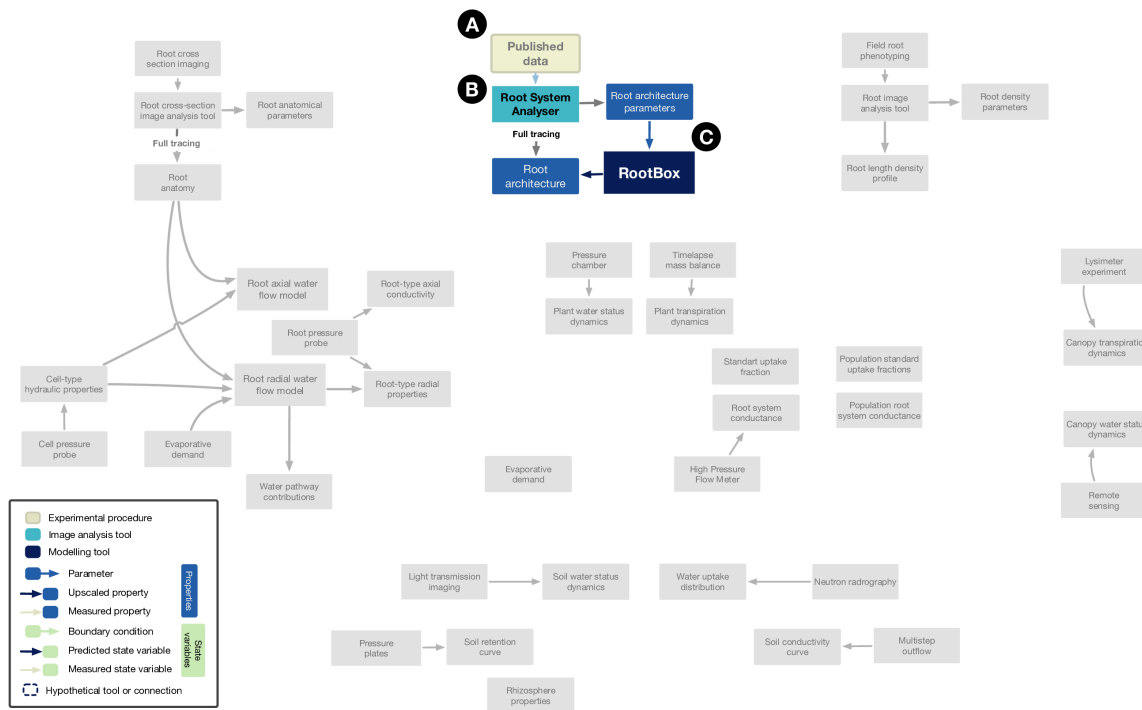 A
Published
data
B
Root System
Analyser
Root architecture
parameters
Full tracing
C
Root
architecture
RootBox
Root cross
section imaging
Root cross-section
image analysis tool
Root anatomical
parameters
Full tracing
Root
anatomy
Field root
phenotyping
Root image
analysis tool
Root density
parameters
Root length density
profile
Root axial water
flow model
Root-type axial
conductivity
Root pressure
probe
Cell-type
hydraulic properties
Root radial water
flow model
Root-type radial
properties
Cell pressure
probe
Evaporative
demand
Water pathway
contributions
Pressure
chamber
Timelapse
mass balance
Plant water status
dynamics
Plant transpiration
dynamics
Lysimeter
experiment
Canopy transpiration
dynamics
Standart uptake
fraction
Population standard
uptake fractions
Root system
conductance
Population root
system conductance
Canopy water status
dynamics
Evaporative
demand
High Pressure
Flow Meter
Remote
sensing
Light transmission
imaging
Soil water status
dynamics
Water uptake
distribution
Neutron radiography
Pressure
plates
Soil retention
curve
Soil conductivity
curve
Multistep
outflow
Rhizosphere
properties
Experimental procedure
Image analysis tool
Modelling tool
Parameter
Upscaled property
Measured property
Properties
Boundary condition
Predicted state variable
Measured state variable
State
variables
Hypothetical tool or connection